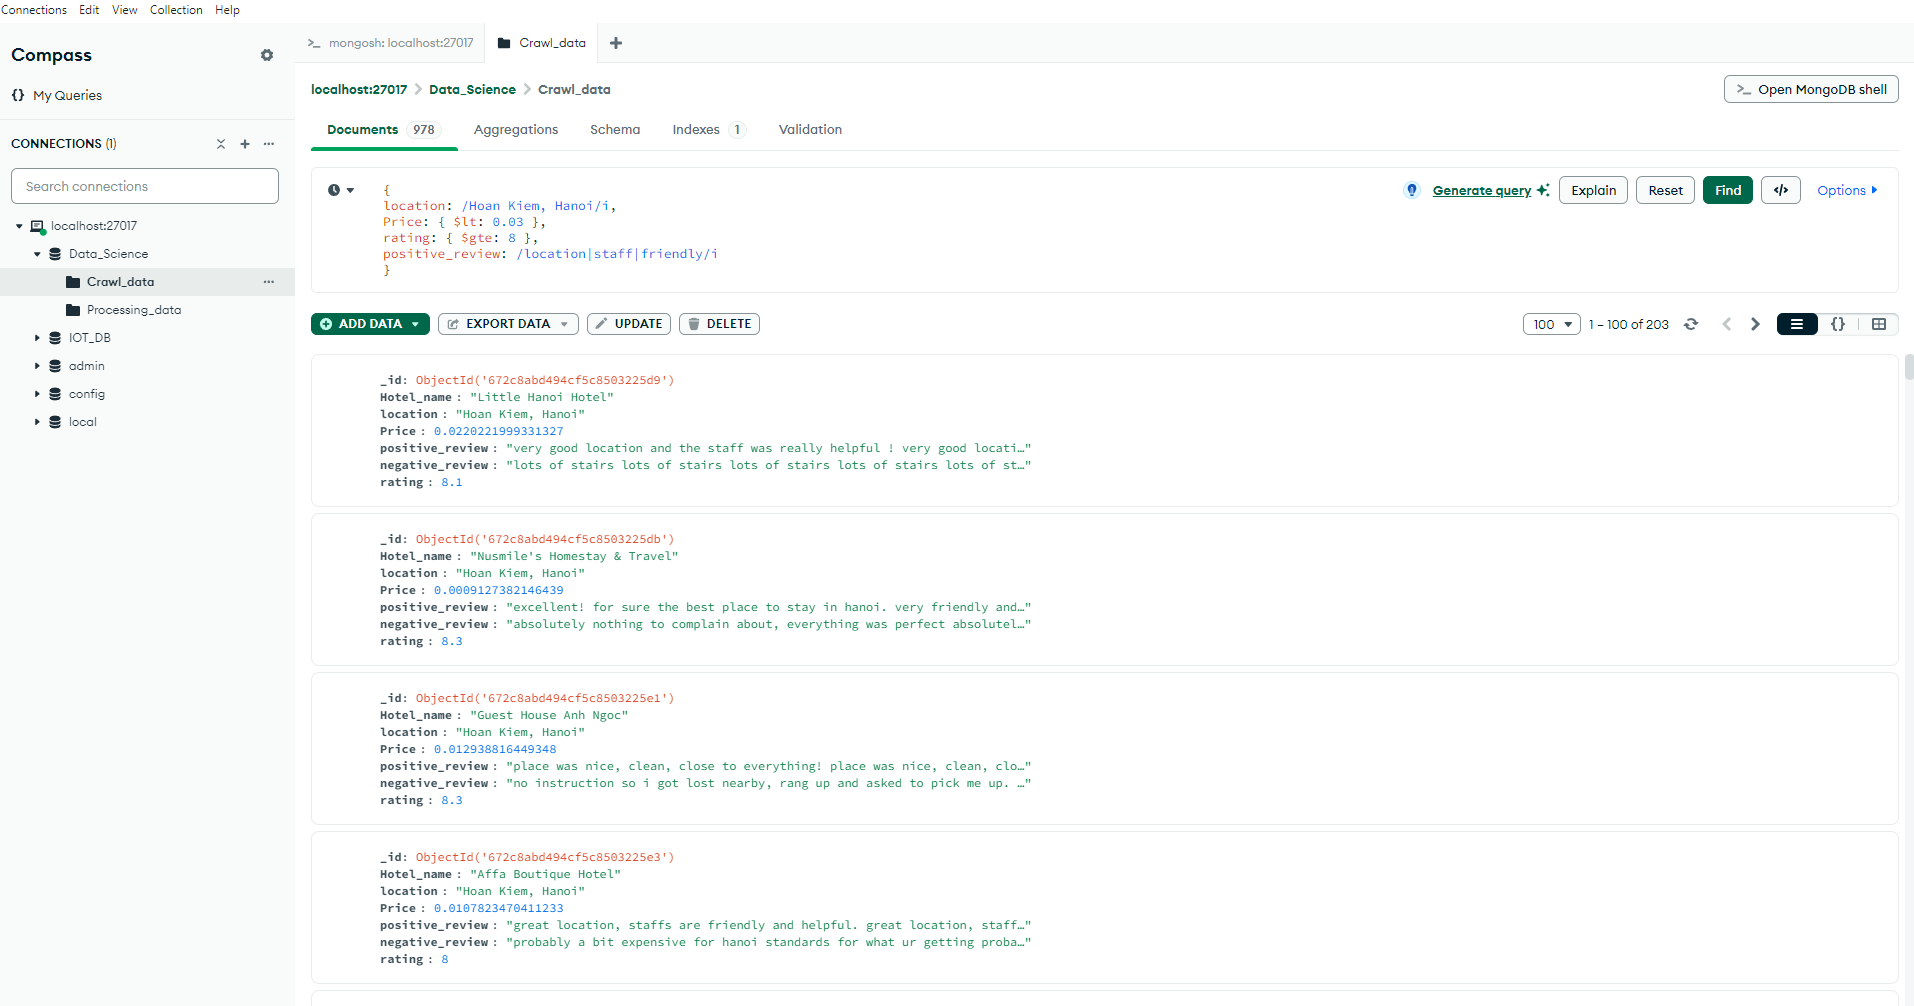 Connections Edit View Collection Help
Compass
My Queries
CONNECTIONS (1)
Search connections
localhost:27017
Data_Science
Crawl_data
Processing_data
IOT_DB
admin
config
local
mongosh: localhost:27017
Crawl_data
localhost:27017 > Data_Science > Crawl_data
Open MongoDB shell
Documents 978 Aggregations Schema Indexes 1 Validation
{
location: /Hoan Kiem, Hanoi/i,
Price: { $lt: 0.03 },
rating: { $gte: 8 },
positive_review: /location|staff|friendly/i
}
Generate query Explain Reset Find </> Options
ADD DATA EXPORT DATA UPDATE DELETE
100 1 – 100 of 203 {}
_id: ObjectId('672c8abd494cf5c8503225d9')
Hotel_name : "Little Hanoi Hotel"
location : "Hoan Kiem, Hanoi"
Price : 0.0220221999331327
positive_review : "very good location and the staff was really helpful ! very good locati…"
negative_review : "lots of stairs lots of stairs lots of stairs lots of stairs lots of st…"
rating : 8.1
_id: ObjectId('672c8abd494cf5c8503225db')
Hotel_name : "Nusmile's Homestay & Travel"
location : "Hoan Kiem, Hanoi"
Price : 0.0009127382146439
positive_review : "excellent! for sure the best place to stay in hanoi. very friendly and…"
negative_review : "absolutely nothing to complain about, everything was perfect absolutel…"
rating : 8.3
_id: ObjectId('672c8abd494cf5c8503225e1')
Hotel_name : "Guest House Anh Ngoc"
location : "Hoan Kiem, Hanoi"
Price : 0.012938816449348
positive_review : "place was nice, clean, close to everything! place was nice, clean, clo…"
negative_review : "no instruction so i got lost nearby, rang up and asked to pick me up. …"
rating : 8.3
_id: ObjectId('672c8abd494cf5c8503225e3')
Hotel_name : "Affa Boutique Hotel"
location : "Hoan Kiem, Hanoi"
Price : 0.0107823470411233
positive_review : "great location, staffs are friendly and helpful. great location, staff…"
negative_review : "probably a bit expensive for hanoi standards for what ur getting proba…"
rating : 8